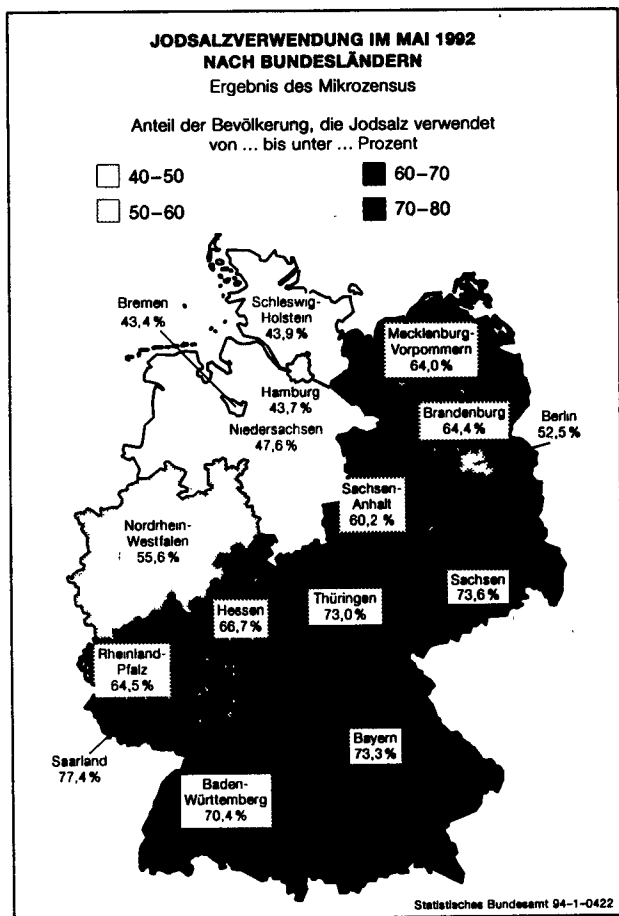 JODSALZVERWENDUNG IM MAI 1992
NACH BUNDESLÄNDERN
Ergebnis des Mikrozensus
Anteil der Bevölkerung, die Jodsalz verwendet
von ... bis unter ... Prozent
40–50
60–70
50–60
70–80
Bremen
43,4 %
Schleswig-
Holstein
43,9 %
Mecklenburg-
Vorpommern
64,0 %
Hamburg
43,7 %
Niedersachsen
47,6 %
Brandenburg
64,4 %
Berlin
52,5 %
Sachsen-
Anhalt
60,2 %
Nordrhein-
Westfalen
55,6 %
Hessen
66,7 %
Thüringen
73,0 %
Sachsen
73,6 %
Rheinland-
Pfalz
64,5 %
Saarland
77,4 %
Bayern
73,3 %
Baden-
Württemberg
70,4 %
Statistisches Bundesamt 94–1–0422